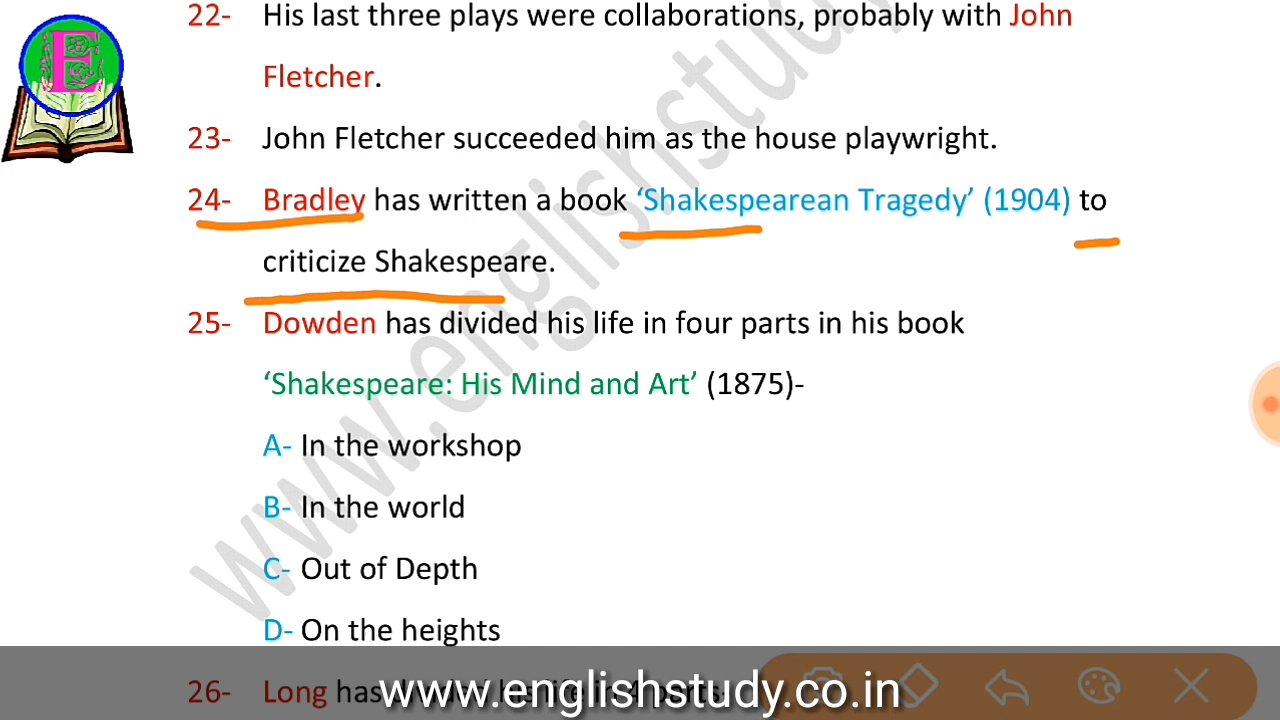 22- His last three plays were collaborations, probably with John
Fletcher.
23- John Fletcher succeeded him as the house playwright.
24- Bradley has written a book ‘Shakespearean Tragedy’ (1904) to
criticize Shakespeare.
25- Dowden has divided his life in four parts in his book
‘Shakespeare: His Mind and Art’ (1875)-
A- In the workshop
B- In the world
C- Out of Depth
D- On the heights
26- Long has
www.englishstudy.co.in
www.englishstudy
E